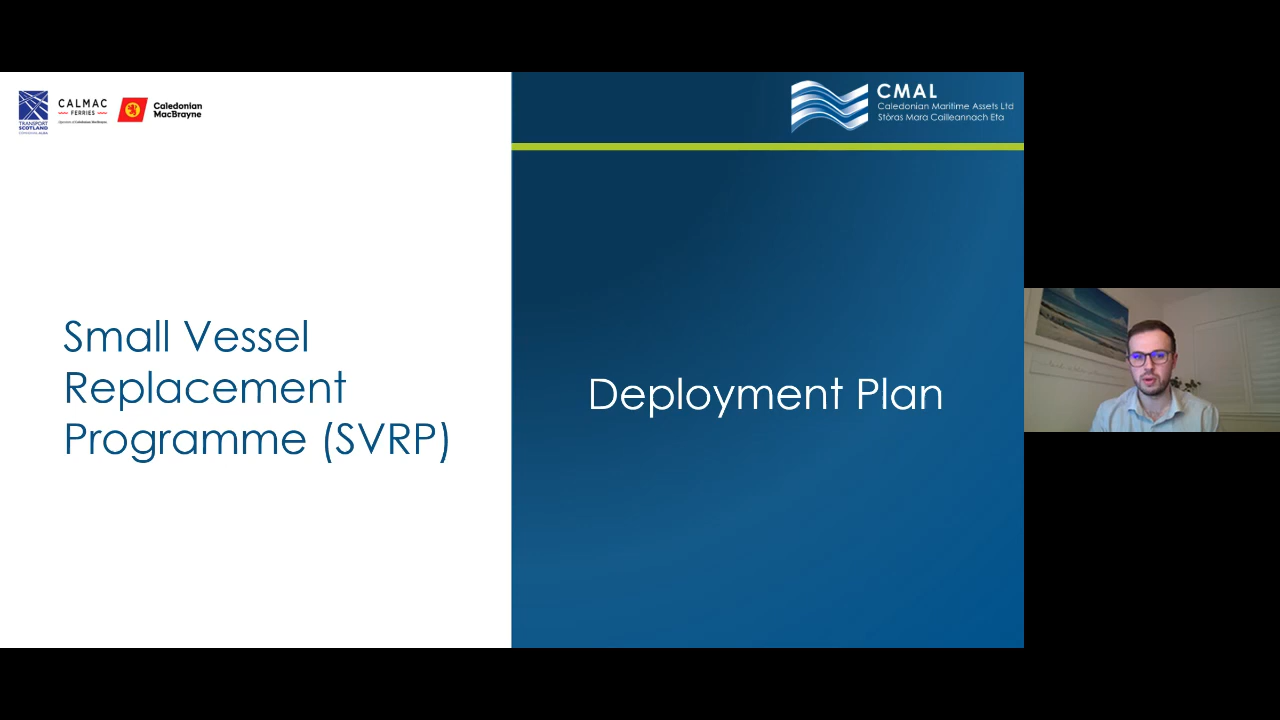 TRANSPORT
SCOTLAND
CALMAC
FERRIES
Caledonian
MacBrayne
CMAL
Caledonian Maritime Assets Ltd
Stòras Mara Cailleannach Eta
Small Vessel
Replacement
Programme (SVRP)
Deployment Plan